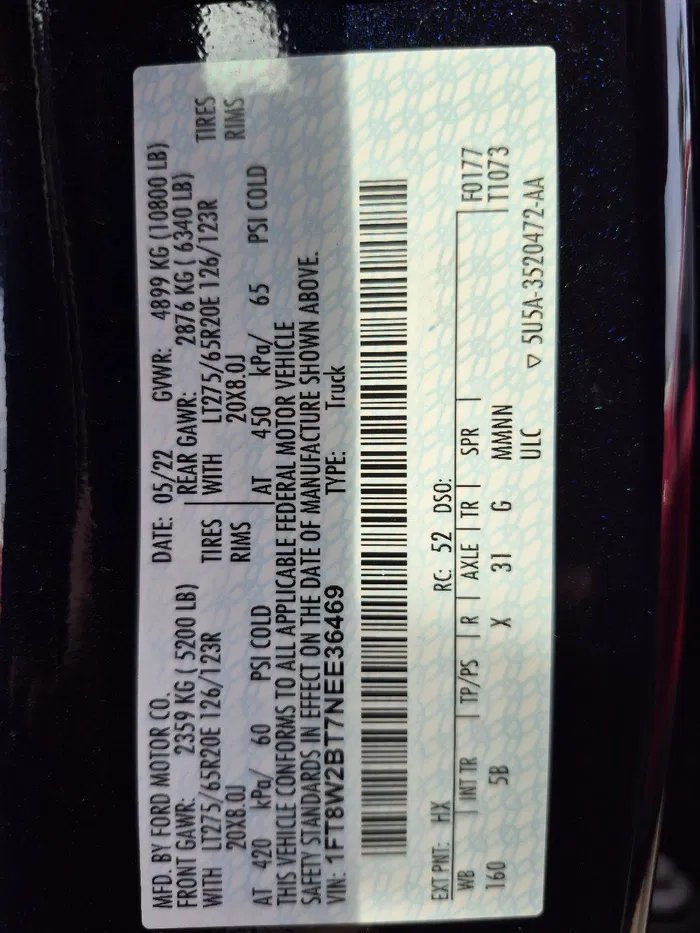 MFD. BY FORD MOTOR CO.
DATE: 05/22 GVWR: 4899 KG (10800 LB)
FRONT GAWR: 2359 KG ( 5200 LB)
REAR GAWR: 2876 KG ( 6340 LB)
WITH LT275/65R20E 126/123R TIRES
WITH LT275/65R20E 126/123R TIRES
20X8.0J RIMS
20X8.0J RIMS
AT 420 kPa/ 60 PSI COLD
AT 450 kPa/ 65 PSI COLD
THIS VEHICLE CONFORMS TO ALL APPLICABLE FEDERAL MOTOR VEHICLE
SAFETY STANDARDS IN EFFECT ON THE DATE OF MANUFACTURE SHOWN ABOVE.
VIN: 1FT8W2BT7NEE36469 TYPE: Truck
EXT PNT: HX RC: 52 DSO:
WB INT TR TP/PS R AXLE TR SPR F0177
160 5B X 31 G MMNN T1073
ULC ▽ 5U5A-3520472-AA